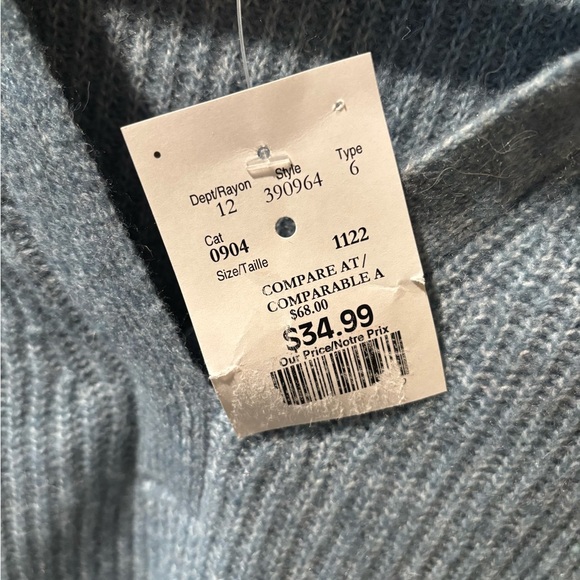 Dept/Rayon Style Type
12 390964 6
Cat
0904 1122
Size/Taille
COMPARE AT/
COMPARABLE A
$68.00
$34.99
Our Price/Notre Prix